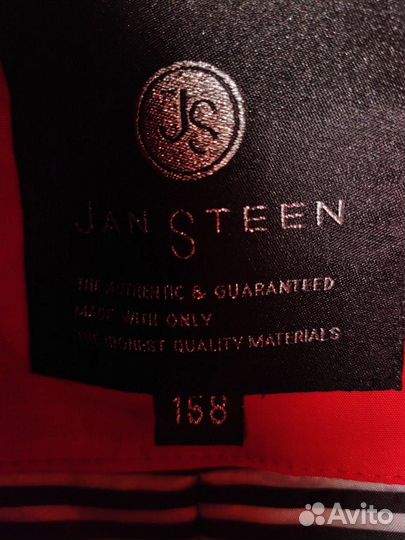 JS
JAN STEEN
THE AUTHENTIC & GUARANTEED
MADE WITH ONLY
THE HIGHEST QUALITY MATERIALS
158
Avito